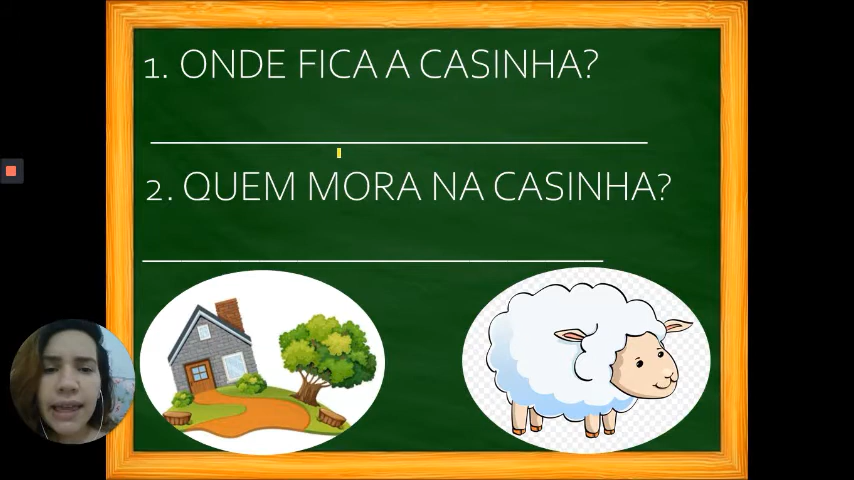 1. ONDE FICA A CASINHA?
2. QUEM MORA NA CASINHA?